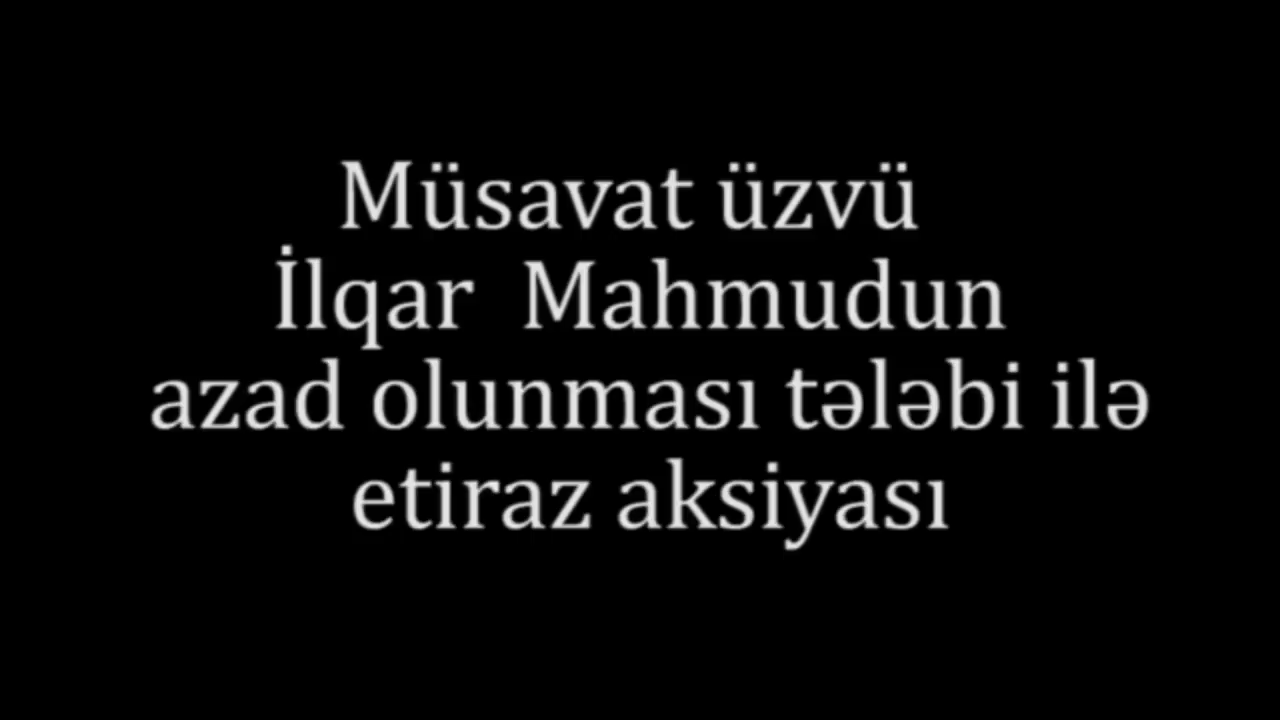 Müsavat üzvü
İlqar Mahmudun
azad olunması tələbi ilə
etiraz aksiyası